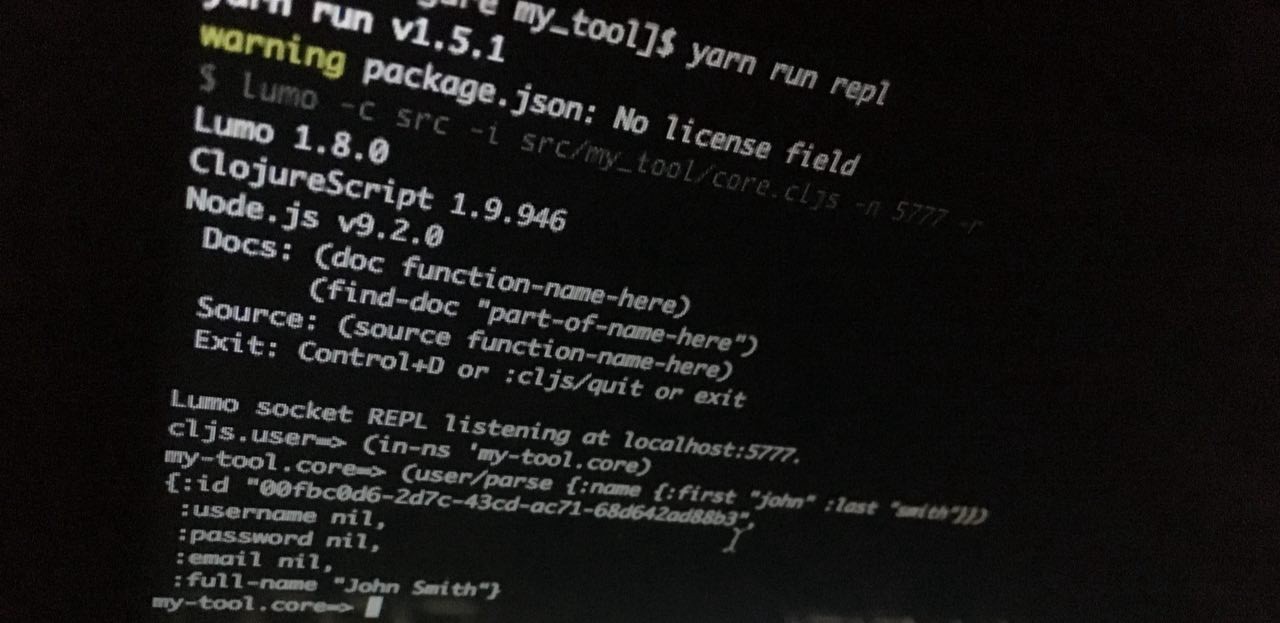 my_tool]$ yarn run repl
yarn run v1.5.1
warning package.json: No license field
$ Lumo -c src -i src/my_tool/core.cljs -n 5777 -r
Lumo 1.8.0
ClojureScript 1.9.946
Node.js v9.2.0
Docs: (doc function-name-here)
(find-doc "part-of-name-here")
Source: (source function-name-here)
Exit: Control+D or :cljs/quit or exit
Lumo socket REPL listening at localhost:5777.
cljs.user=> (in-ns 'my-tool.core)
my-tool.core=> (user/parse {:name {:first "john" :last "smith"}})
{:id "00fbc0d6-2d7c-43cd-ac71-68d642ad88b3",
:username nil,
:password nil,
:email nil,
:full-name "John Smith"}
my-tool.core=>